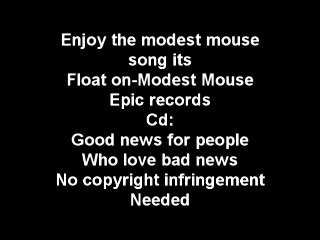 Enjoy the modest mouse
song its
Float on-Modest Mouse
Epic records
Cd:
Good news for people
Who love bad news
No copyright infringement
Needed